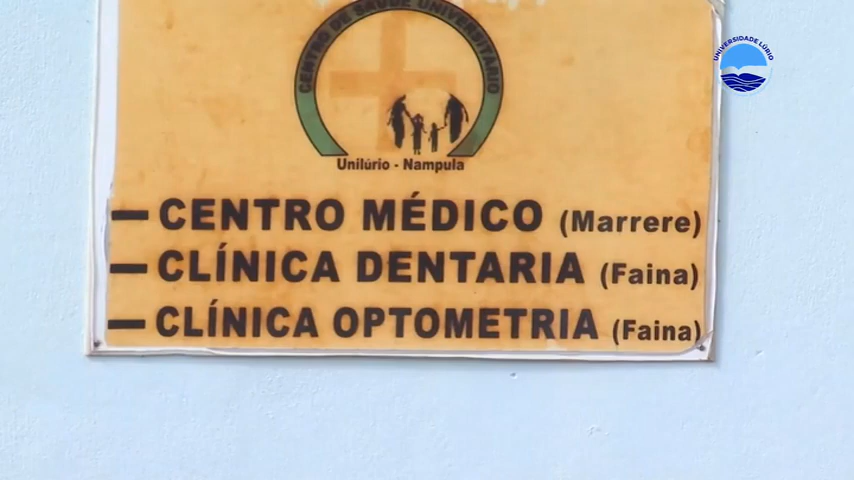 CENTRO DE SAÚDE UNIVERSITÁRIO
UNIVERSIDADE LÚRIO
Unilúrio - Nampula
— CENTRO MÉDICO (Marrere)
— CLÍNICA DENTARIA (Faina)
— CLÍNICA OPTOMETRIA (Faina)